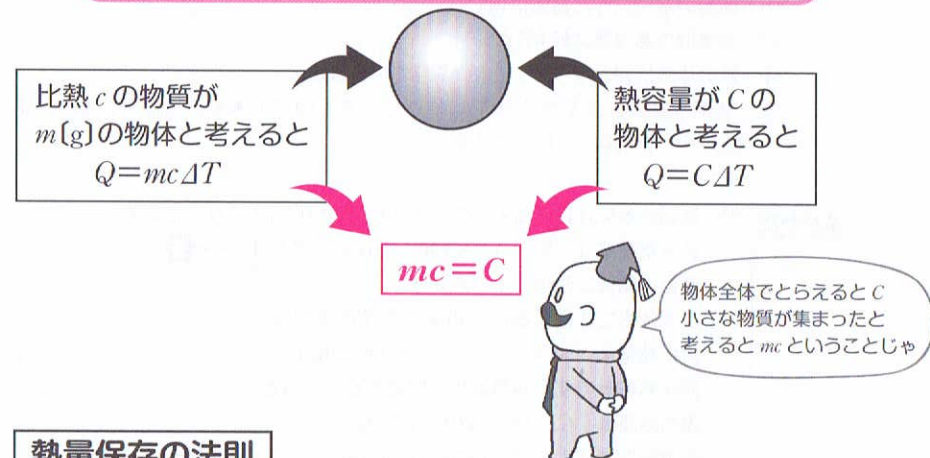 比熱 c の物質が
m〔g〕の物体と考えると
Q=mcΔT
熱容量が C の
物体と考えると
Q=CΔT
mc=C
物体全体でとらえると C
小さな物質が集まったと
考えると mc ということじゃ
熱量保存の法則